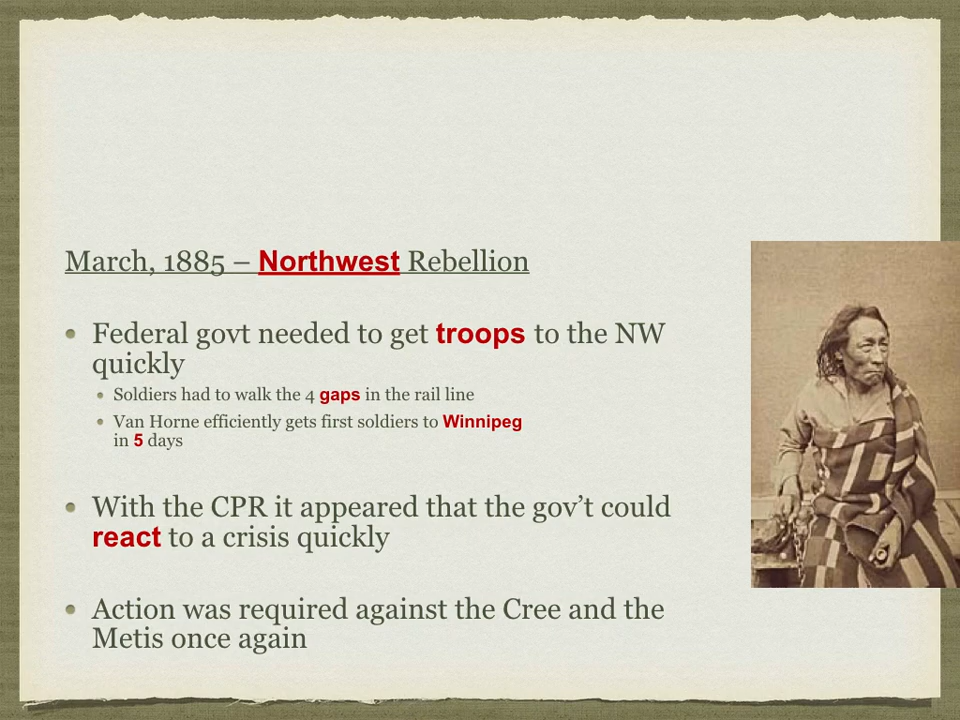 March, 1885 – Northwest Rebellion
Federal govt needed to get troops to the NW
quickly
Soldiers had to walk the 4 gaps in the rail line
Van Horne efficiently gets first soldiers to Winnipeg
in 5 days
With the CPR it appeared that the gov’t could
react to a crisis quickly
Action was required against the Cree and the
Metis once again